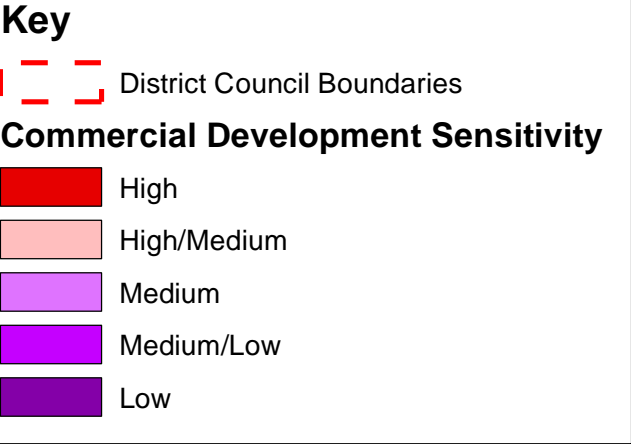 Key
District Council Boundaries
Commercial Development Sensitivity
High
High/Medium
Medium
Medium/Low
Low